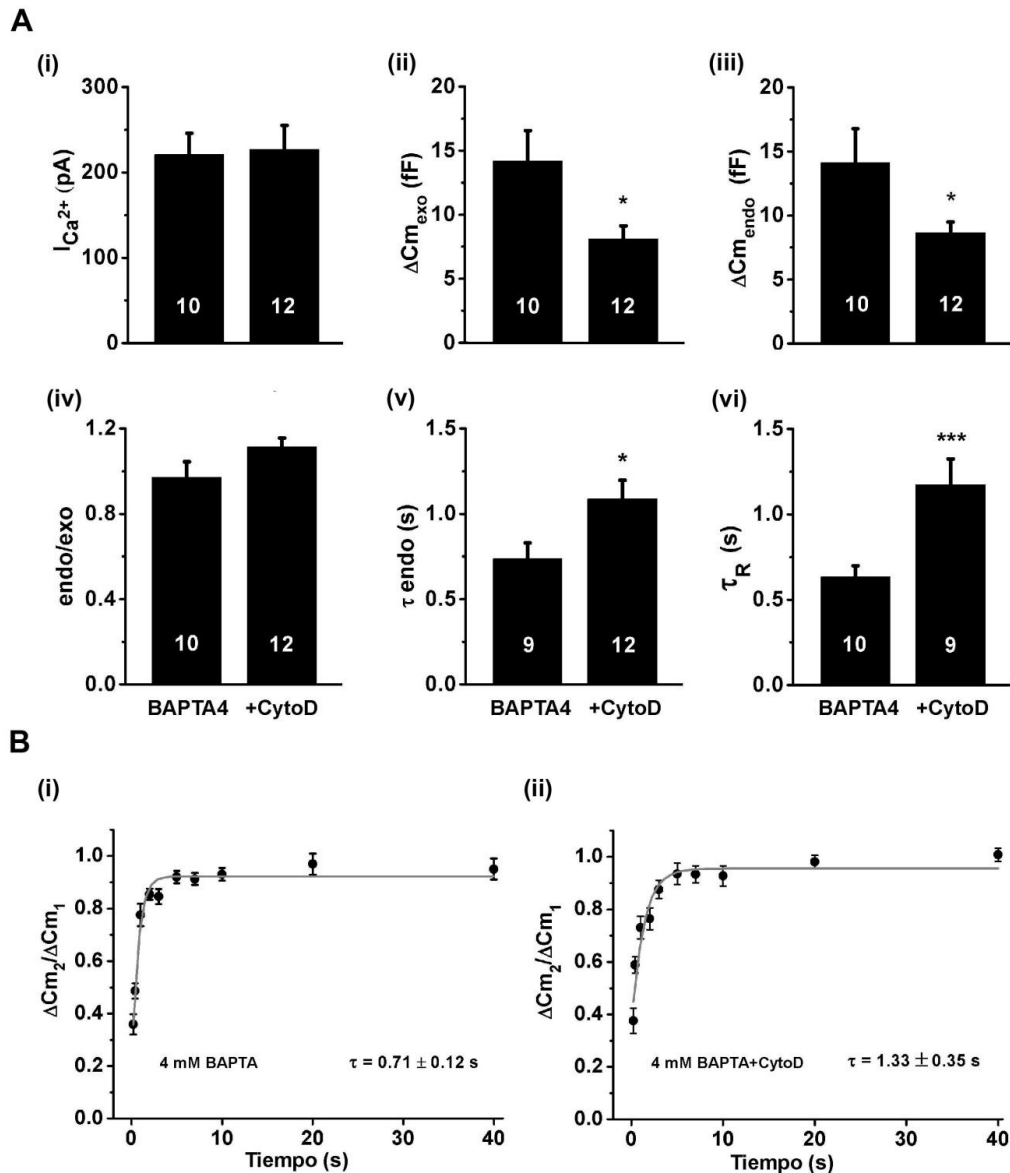 A
(i)
(ii)
(iii)
300
200
100
0
I_Ca²⁺ (pA)
10
12
20
15
10
5
0
ΔCm_exo (fF)
*
10
12
20
15
10
5
0
ΔCm_endo (fF)
*
10
12
(iv)
(v)
(vi)
1.2
0.8
0.4
0.0
endo/exo
10
12
BAPTA4
+CytoD
1.5
1.0
0.5
0.0
τ endo (s)
*
9
12
BAPTA4
+CytoD
1.5
1.0
0.5
0.0
τ_R (s)
***
10
9
BAPTA4
+CytoD
B
(i)
(ii)
1.0
0.8
0.6
0.4
0.2
0.0
ΔCm₂/ΔCm₁
4 mM BAPTA
τ = 0.71 ± 0.12 s
0
10
20
30
40
Tiempo (s)
1.0
0.8
0.6
0.4
0.2
0.0
ΔCm₂/ΔCm₁
4 mM BAPTA+CytoD
τ = 1.33 ± 0.35 s
0
10
20
30
40
Tiempo (s)